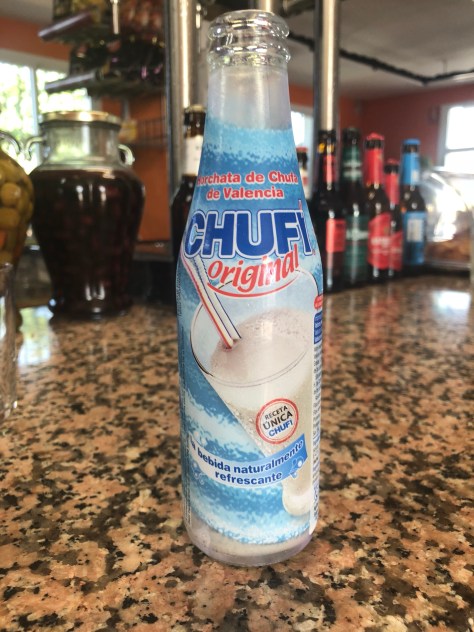 Horchata de Chufa
de Valencia
CHUFI
Original
RECETA
ÚNICA
CHUFI
la bebida naturalmente
refrescante